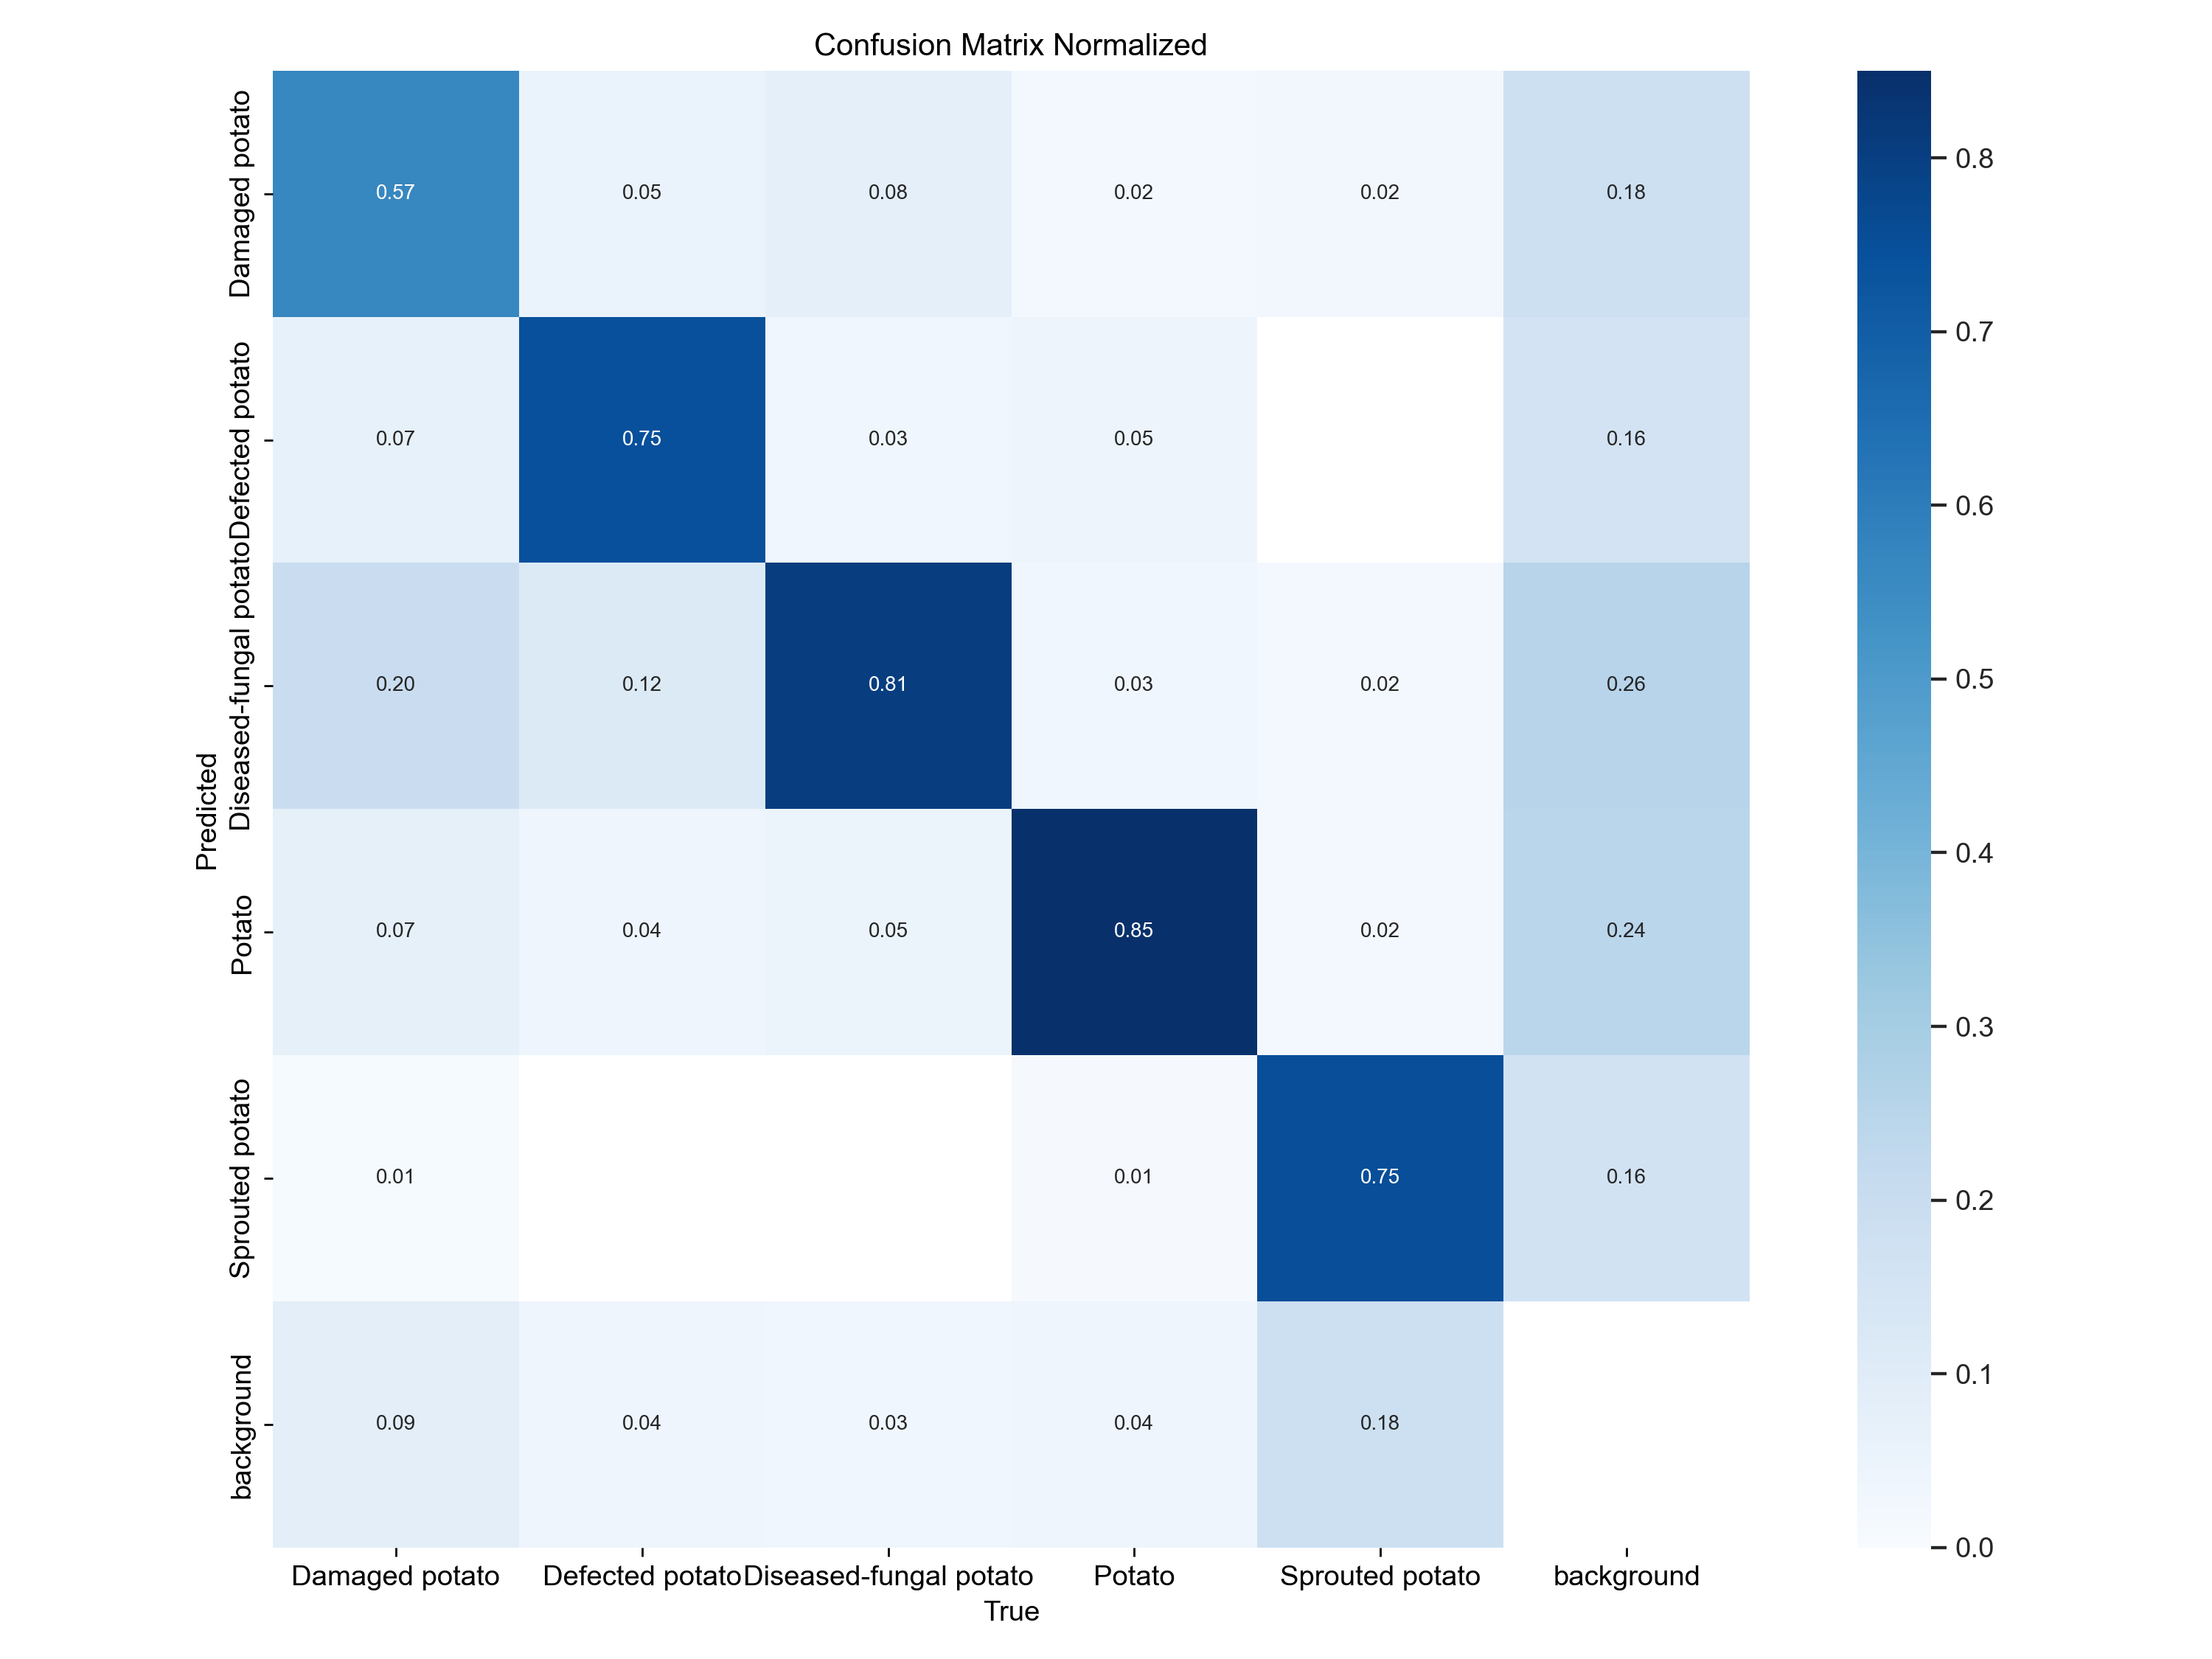 Confusion Matrix Normalized
Predicted
Damaged potato
0.57 0.05 0.08 0.02 0.02 0.18
Defected potato
0.07 0.75 0.03 0.05 0.16
Diseased-fungal potato
0.20 0.12 0.81 0.03 0.02 0.26
Potato
0.07 0.04 0.05 0.85 0.02 0.24
Sprouted potato
0.01 0.01 0.75 0.16
background
0.09 0.04 0.03 0.04 0.18
Damaged potato Defected potato Diseased-fungal potato Potato Sprouted potato background
True
0.8
0.7
0.6
0.5
0.4
0.3
0.2
0.1
0.0